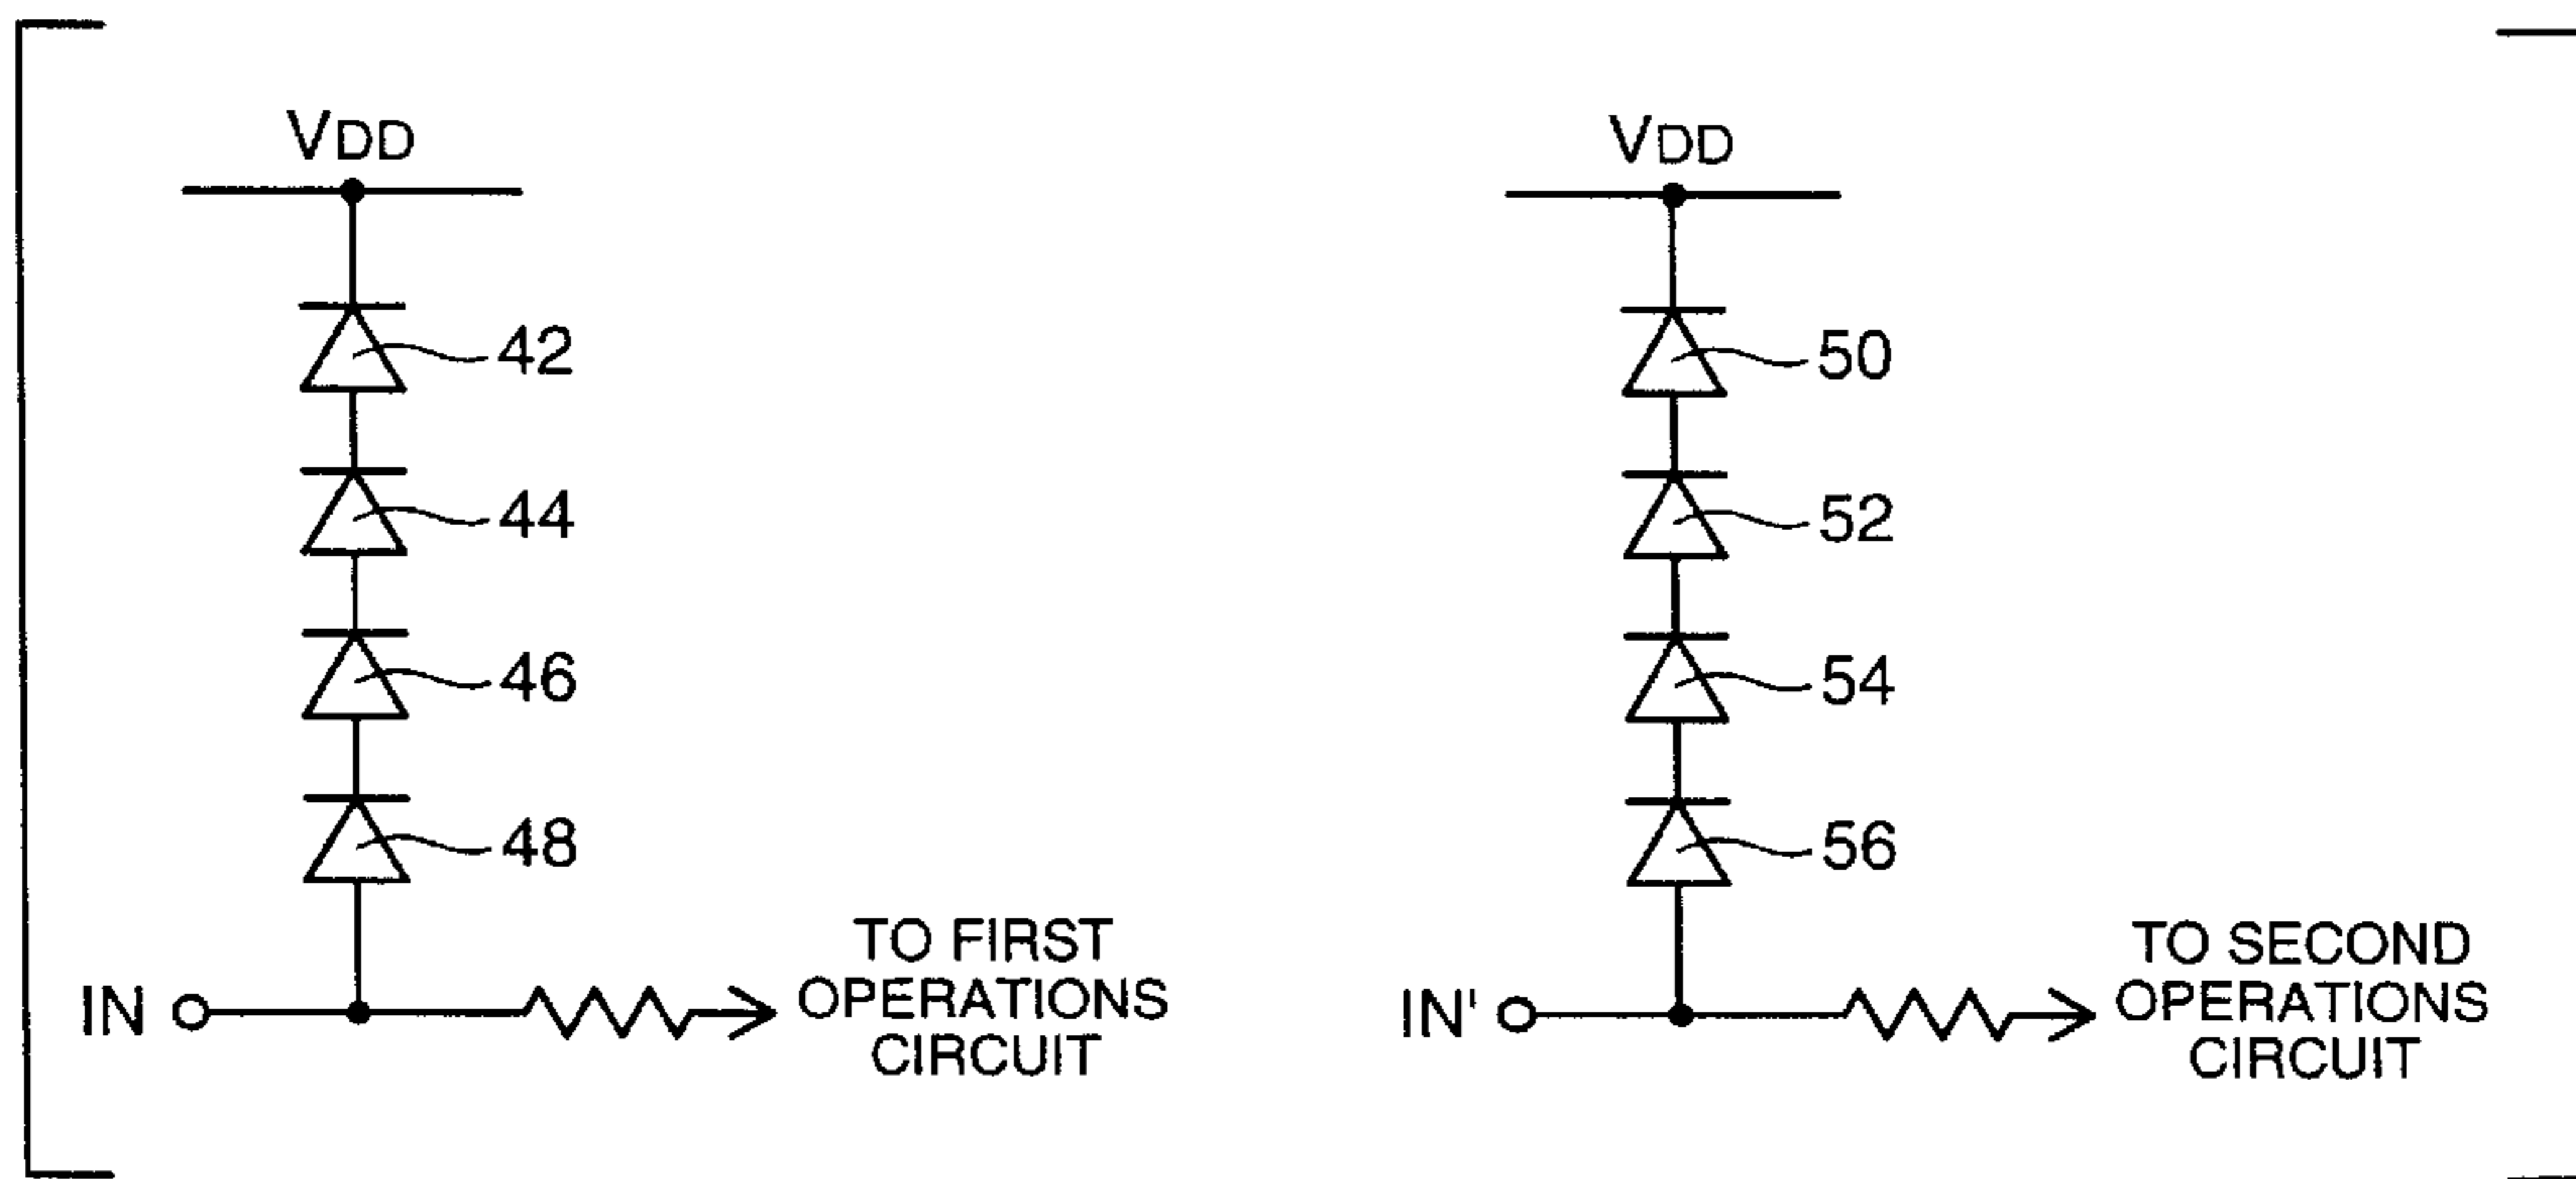 VDD
42
44
46
48
IN
TO FIRST
OPERATIONS
CIRCUIT
VDD
50
52
54
56
IN'
TO SECOND
OPERATIONS
CIRCUIT